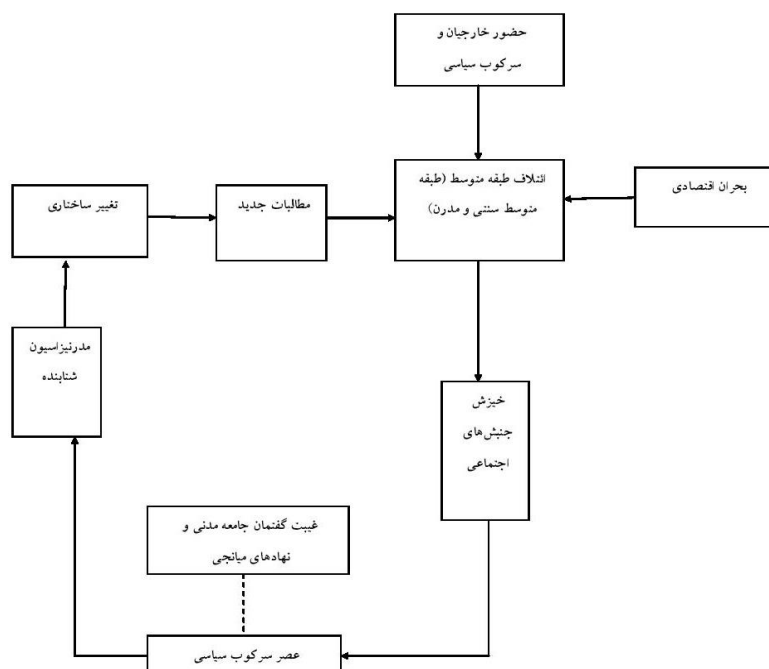 حضور خارجیان و
سرکوب سیاسی
ائتلاف طبقه متوسط (طبقه
متوسط سنتی و مدرن)
بحران اقتصادی
مطالبات جدید
تغییر ساختاری
مدرنیزاسیون
شتابنده
خیزش
جنبش‌های
اجتماعی
غیبت گفتمان جامعه مدنی و
نهادهای میانجی
عصر سرکوب سیاسی